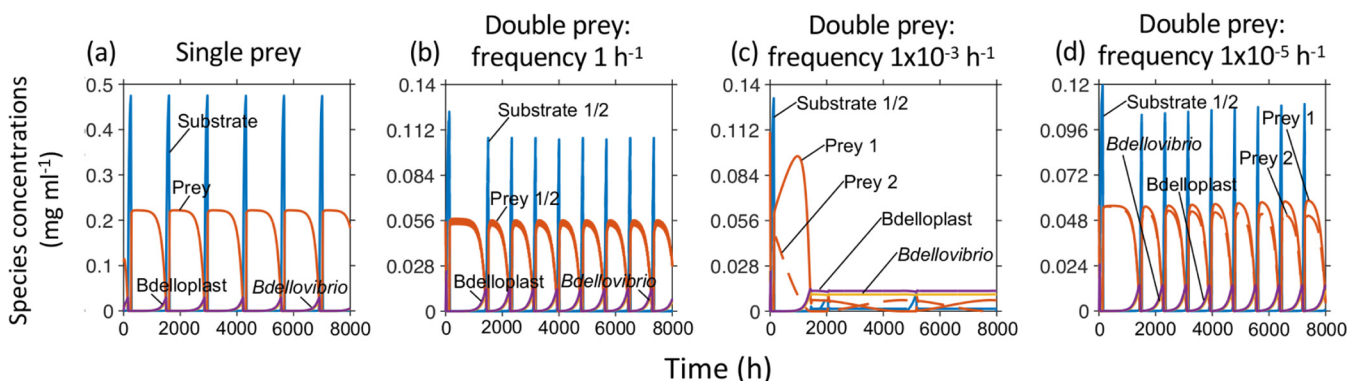 (a) Single prey
0.5
0.4
0.3
0.2
0.1
0
Substrate
Prey
Bdelloplast
Bdellovibrio
0 2000 4000 6000 8000
(b) Double prey:
frequency 1 h-1
0.14
0.112
0.084
0.056
0.028
0
Substrate 1/2
Prey 1/2
Bdelloplast
Bdellovibrio
0 2000 4000 6000 8000
(c) Double prey:
frequency 1x10-3 h-1
0.14
0.112
0.084
0.056
0.028
0
Substrate 1/2
Prey 1
Prey 2
Bdelloplast
Bdellovibrio
0 2000 4000 6000 8000
(d) Double prey:
frequency 1x10-5 h-1
0.12
0.096
0.072
0.048
0.024
0
Substrate 1/2
Bdellovibrio
Bdelloplast
Prey 1
Prey 2
0 2000 4000 6000 8000
Species concentrations
(mg ml-1)
Time (h)